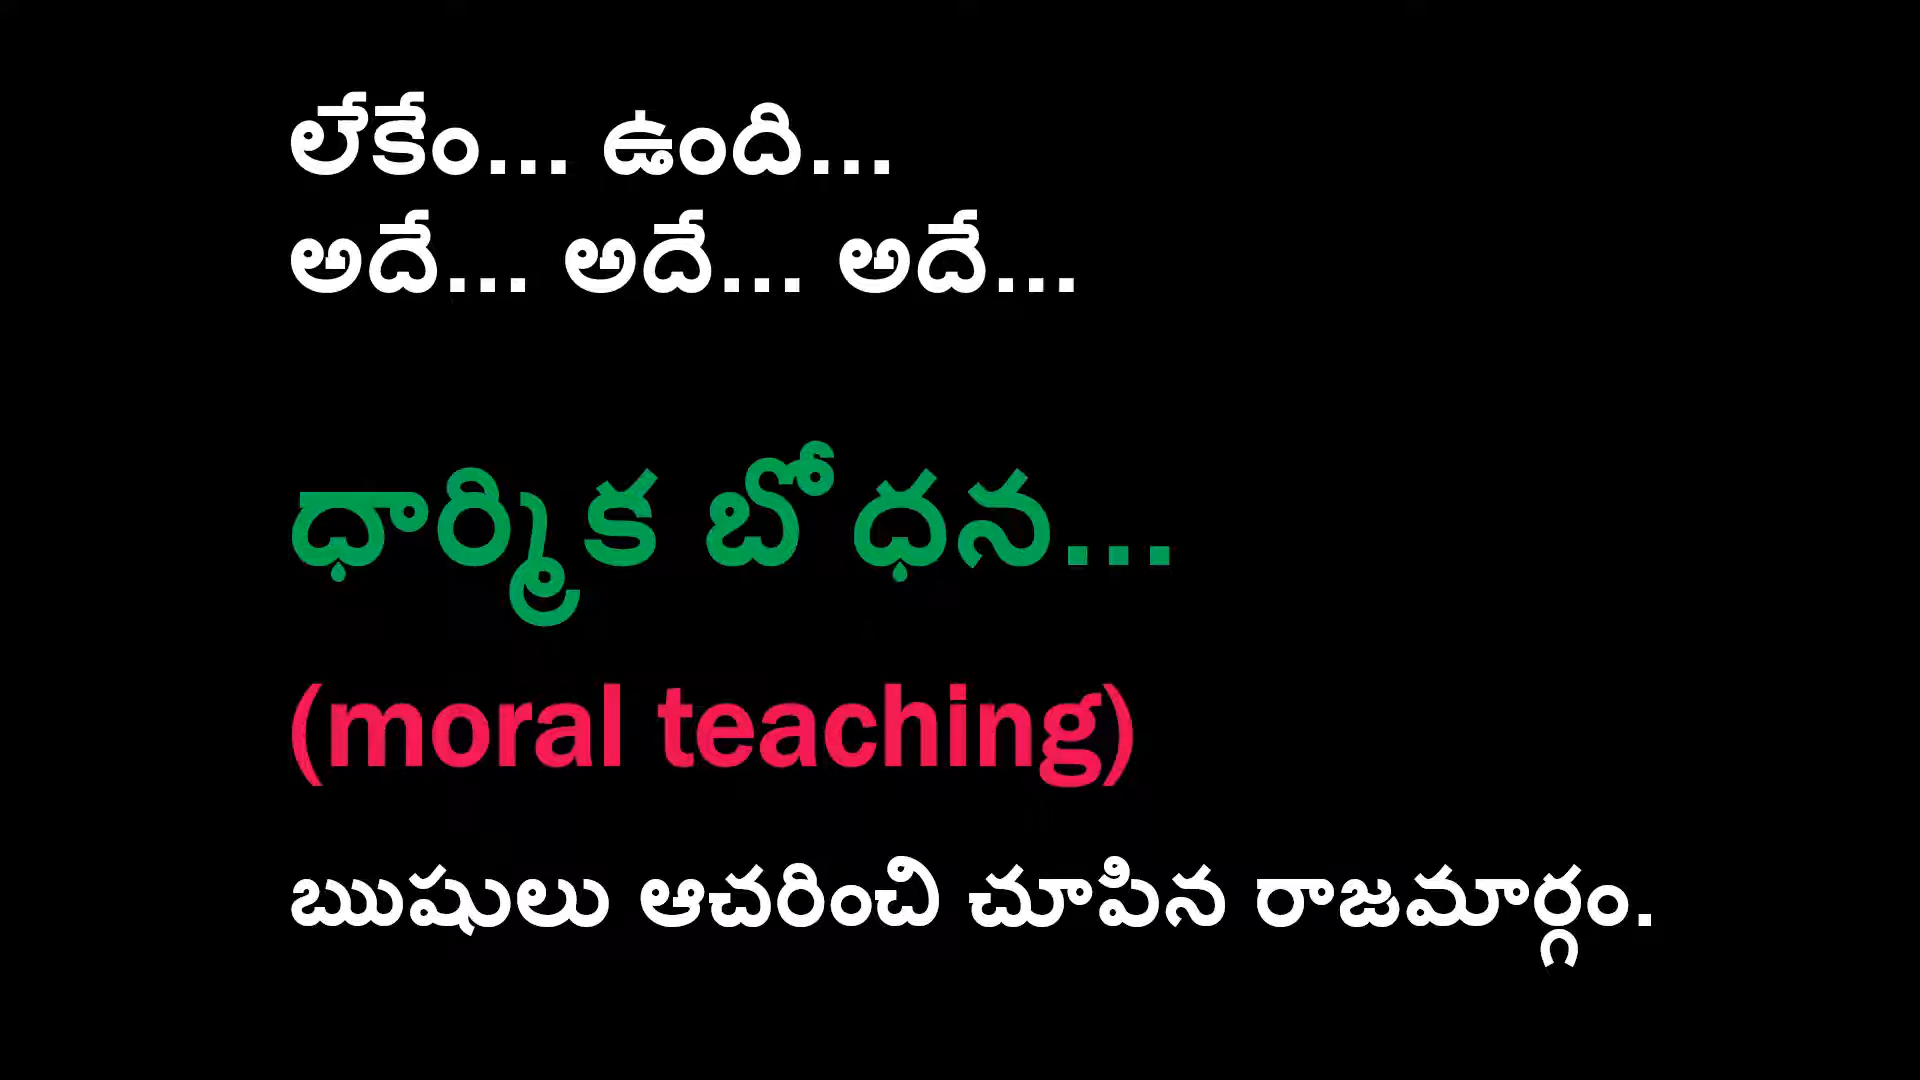 లేకేం... ఉంది...
అదే... అదే... అదే...
ధార్మిక బోధన...
(moral teaching)
ఋషులు ఆచరించి చూపిన రాజమార్గం.